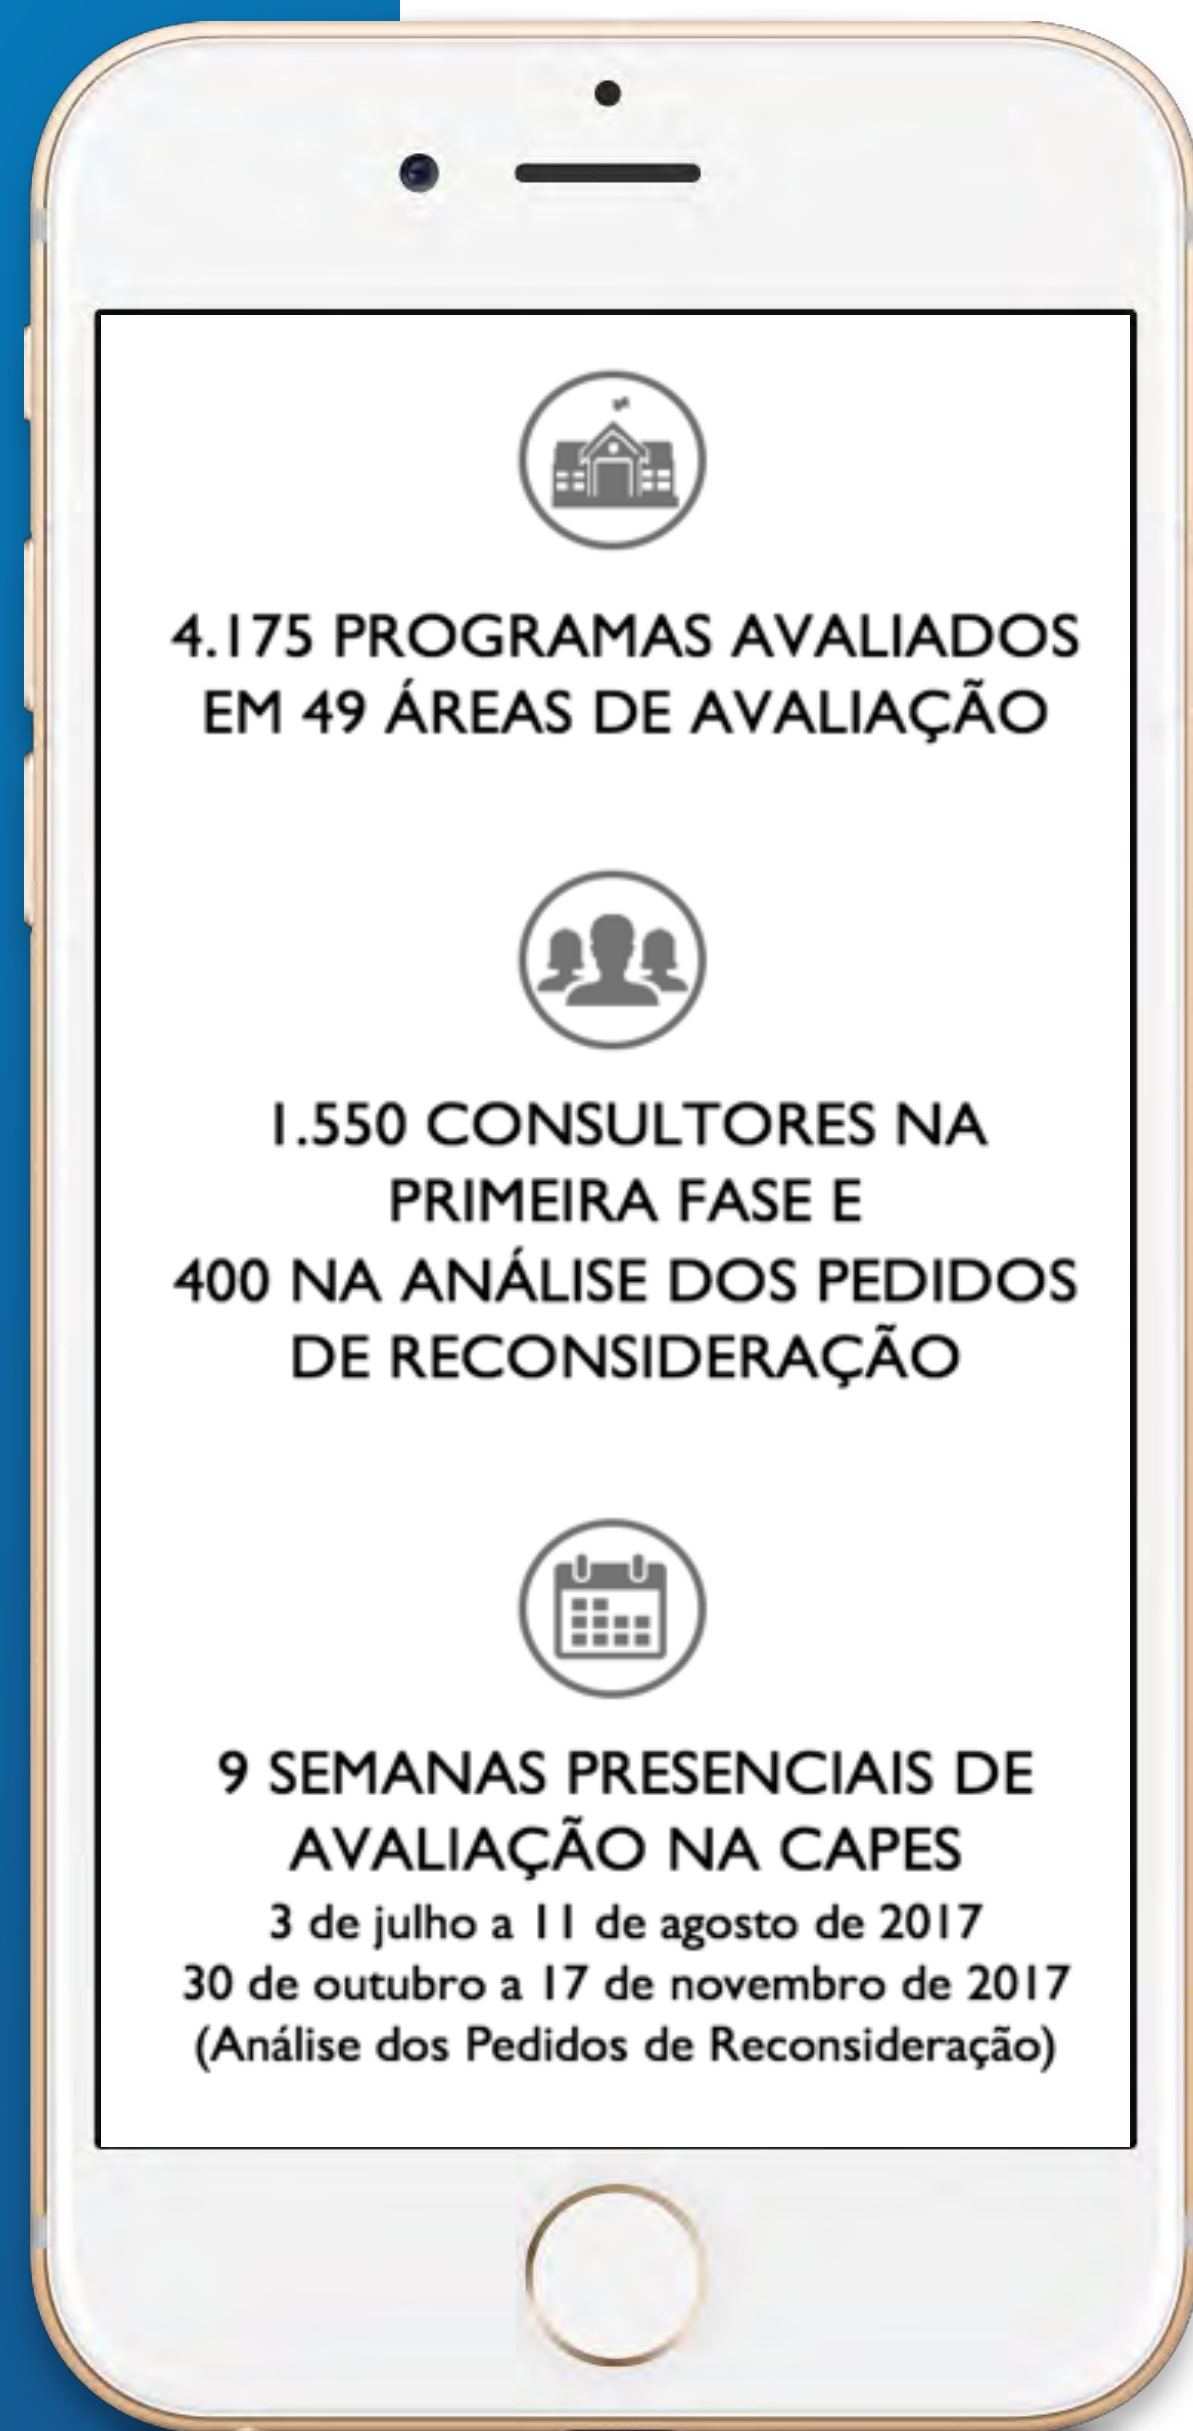 4.175 PROGRAMAS AVALIADOS
EM 49 ÁREAS DE AVALIAÇÃO
1.550 CONSULTORES NA
PRIMEIRA FASE E
400 NA ANÁLISE DOS PEDIDOS
DE RECONSIDERAÇÃO
9 SEMANAS PRESENCIAIS DE
AVALIAÇÃO NA CAPES
3 de julho a 11 de agosto de 2017
30 de outubro a 17 de novembro de 2017
(Análise dos Pedidos de Reconsideração)